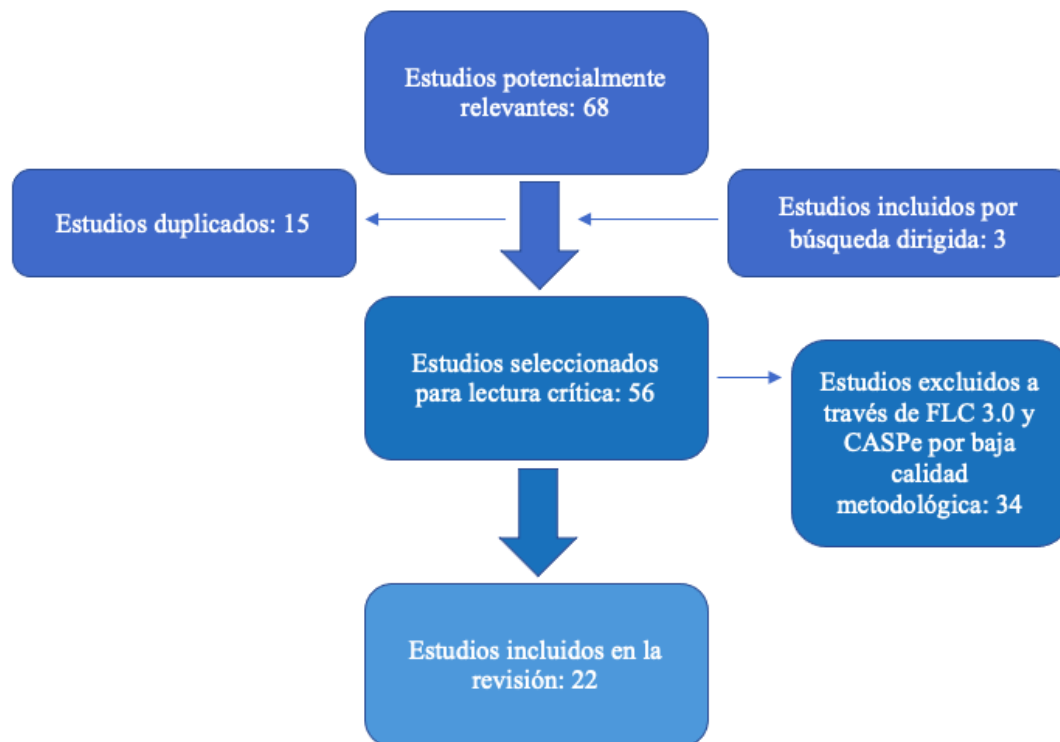 Estudios potencialmente
relevantes: 68
Estudios duplicados: 15
Estudios incluidos por
búsqueda dirigida: 3
Estudios seleccionados
para lectura crítica: 56
Estudios excluidos a
través de FLC 3.0 y
CASPe por baja
calidad
metodológica: 34
Estudios incluidos en la
revisión: 22